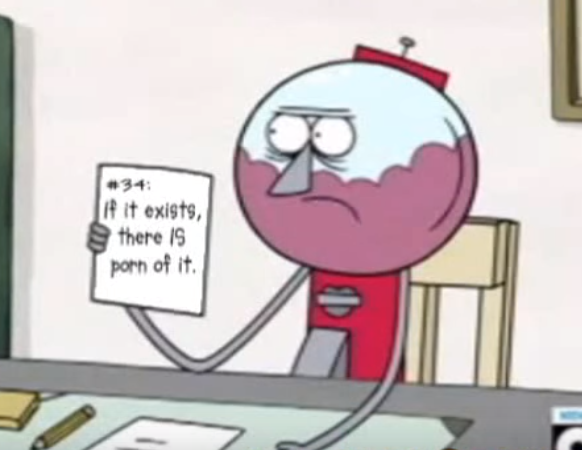 #34:
If it exists,
there IS
porn of it.